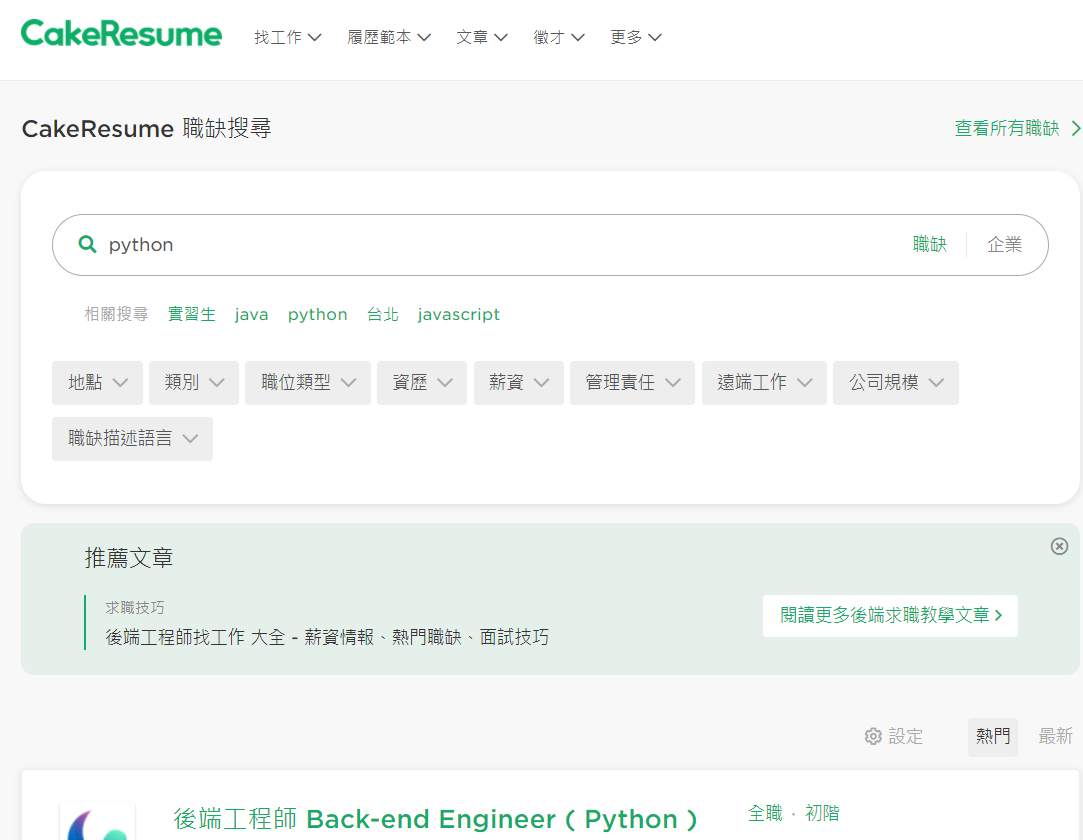 CakeResume 找工作 履歷範本 文章 徵才 更多
CakeResume 職缺搜尋 查看所有職缺
python 職缺 企業
相關搜尋 實習生 java python 台北 javascript
地點 類別 職位類型 資歷 薪資 管理責任 遠端工作 公司規模
職缺描述語言
推薦文章
求職技巧
後端工程師找工作 大全 - 薪資情報、熱門職缺、面試技巧
閱讀更多後端求職教學文章
設定 熱門 最新
後端工程師 Back-end Engineer ( Python ) 全職 · 初階